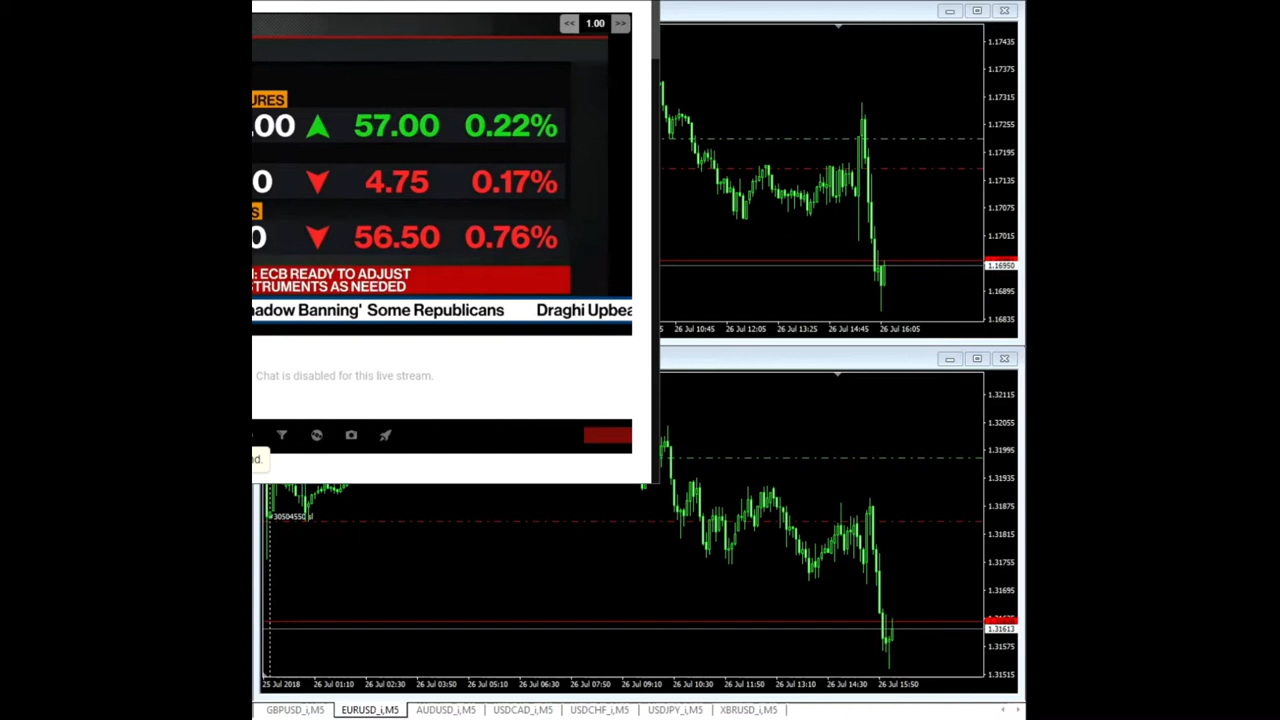 << 1.00 >>
URES
.00 57.00 0.22%
0 4.75 0.17%
S
0 56.50 0.76%
: ECB READY TO ADJUST
STRUMENTS AS NEEDED
hadow Banning' Some Republicans Draghi Upbea
Chat is disabled for this live stream.
nd.
1.17435
1.17375
1.17315
1.17255
1.17195
1.17135
1.17075
1.17015
1.16950
1.16895
1.16835
26 Jul 10:45 26 Jul 12:05 26 Jul 13:25 26 Jul 14:45 26 Jul 16:05
1.32115
1.32055
1.31995
1.31935
1.31875
1.31815
1.31755
1.31695
1.31613
1.31575
1.31515
25 Jul 2018 26 Jul 01:10 26 Jul 02:30 26 Jul 03:50 26 Jul 05:10 26 Jul 06:30 26 Jul 07:50 26 Jul 09:10 26 Jul 10:30 26 Jul 11:50 26 Jul 13:10 26 Jul 14:30 26 Jul 15:50
GBPUSD_i,M5 EURUSD_i,M5 AUDUSD_i,M5 USDCAD_i,M5 USDCHF_i,M5 USDJPY_i,M5 XBRUSD_i,M5